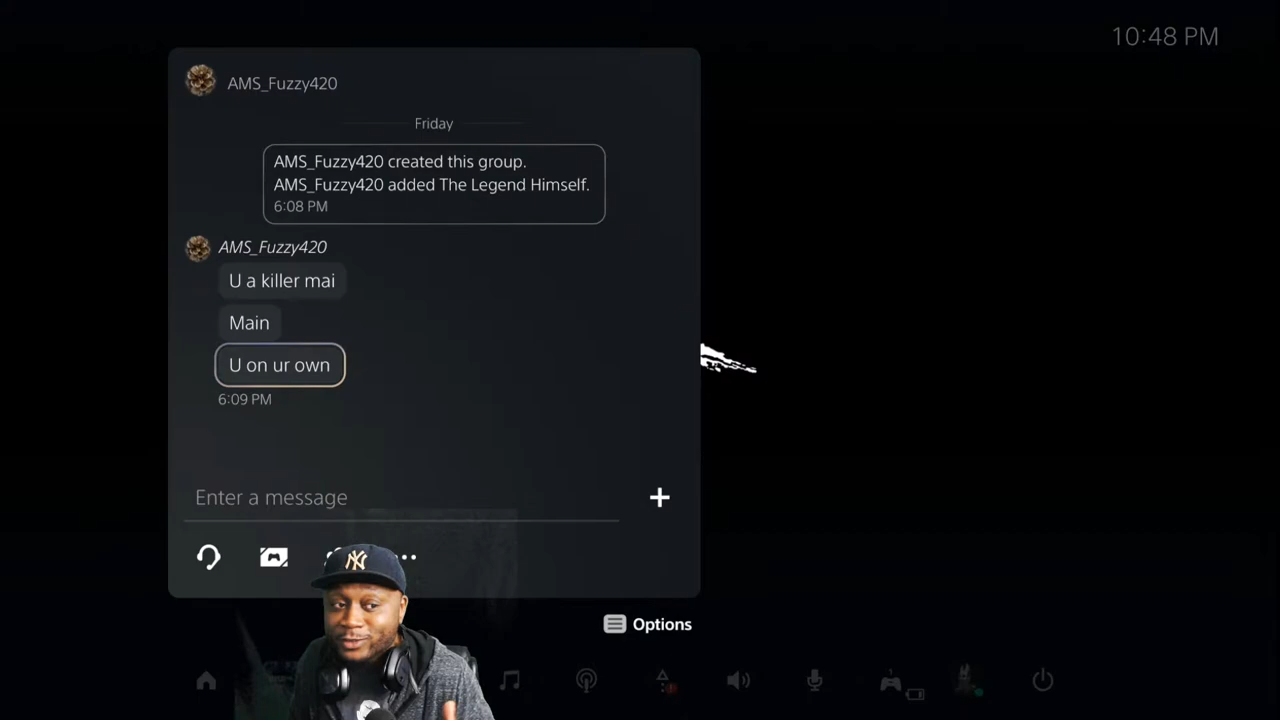 10:48 PM
AMS_Fuzzy420
Friday
AMS_Fuzzy420 created this group.
AMS_Fuzzy420 added The Legend Himself.
6:08 PM
AMS_Fuzzy420
U a killer mai
Main
U on ur own
6:09 PM
Enter a message
NY
Options